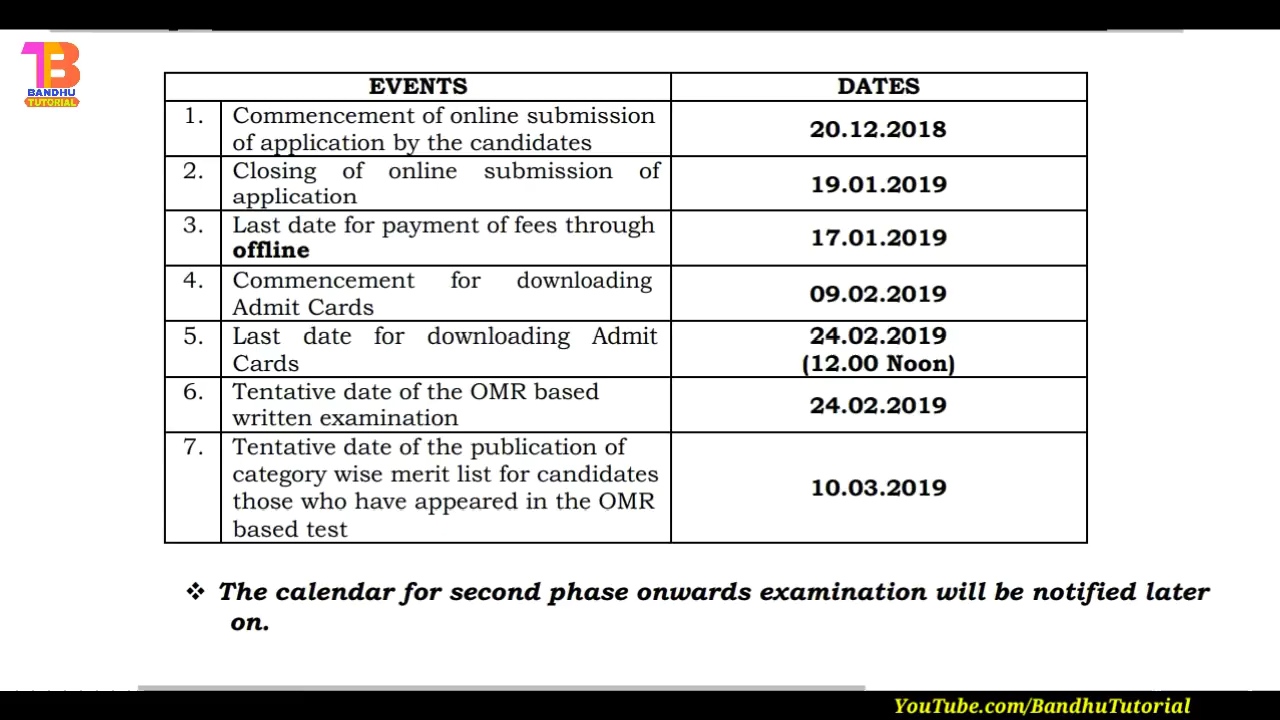 TB
BANDHU
TUTORIAL
EVENTS DATES
1. Commencement of online submission
of application by the candidates
20.12.2018
2. Closing of online submission of
application
19.01.2019
3. Last date for payment of fees through
offline
17.01.2019
4. Commencement for downloading
Admit Cards
09.02.2019
5. Last date for downloading Admit
Cards
24.02.2019
(12.00 Noon)
6. Tentative date of the OMR based
written examination
24.02.2019
7. Tentative date of the publication of
category wise merit list for candidates
those who have appeared in the OMR
based test
10.03.2019
❖ The calendar for second phase onwards examination will be notified later
on.
YouTube.com/BandhuTutorial